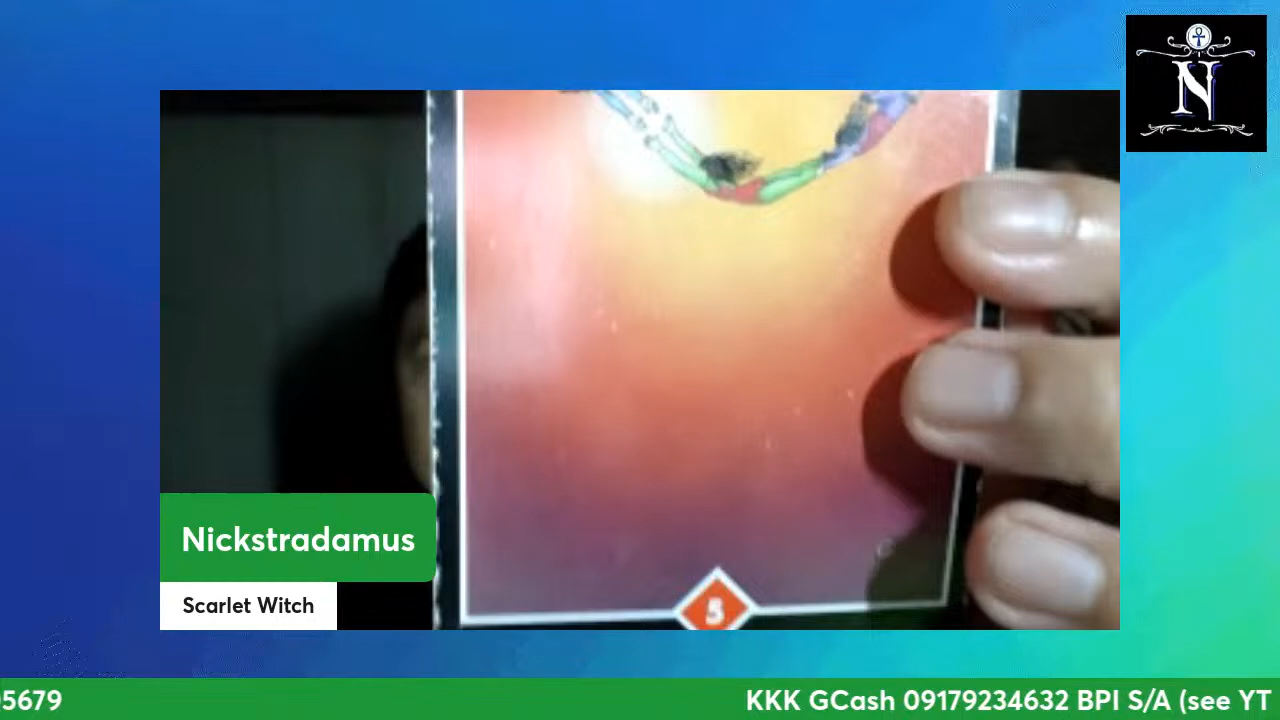 N
Nickstradamus
Scarlet Witch
5
5679
KKK GCash 09179234632 BPI S/A (see YT